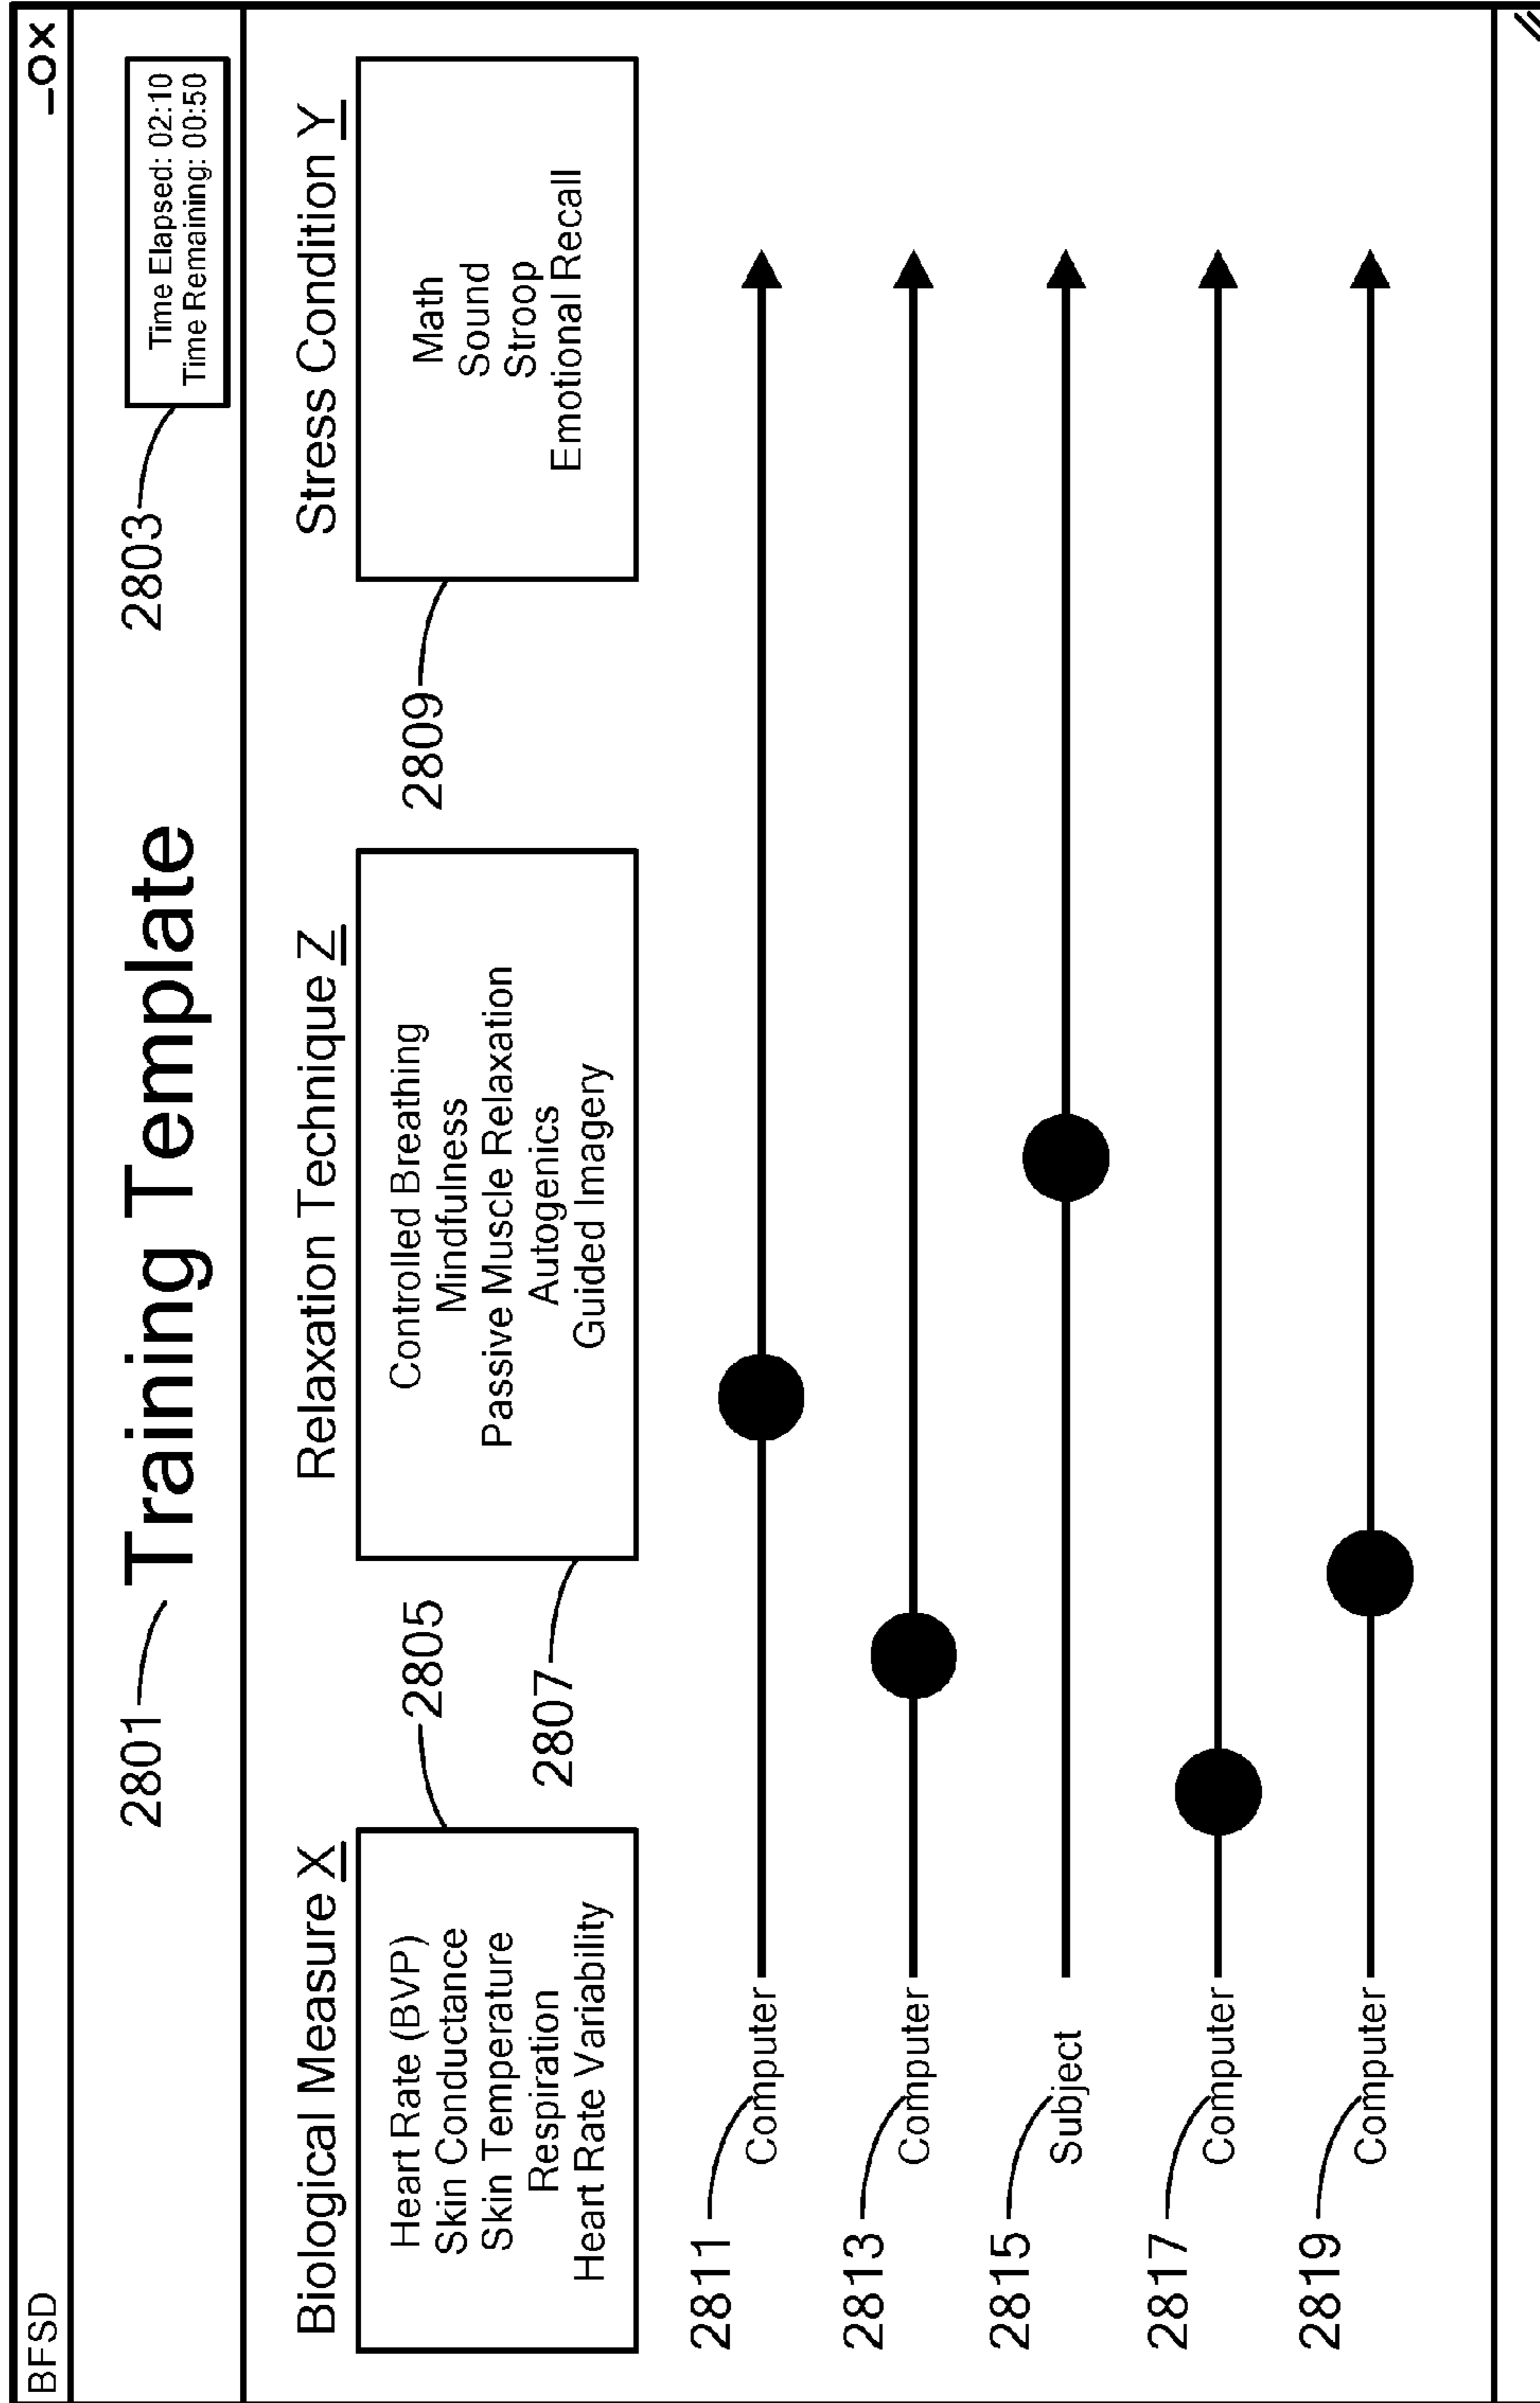 BFSD
_OX
2801
Training Template
2803
Time Elapsed: 02:10
Time Remaining: 00:50
Biological Measure X
Heart Rate (BVP)
Skin Conductance
Skin Temperature
Respiration
Heart Rate Variability
2805
2807
Relaxation Technique Z
Controlled Breathing
Mindfulness
Passive Muscle Relaxation
Autogenics
Guided Imagery
2809
Stress Condition Y
Math
Sound
Stroop
Emotional Recall
2811
Computer
2813
Computer
2815
Subject
2817
Computer
2819
Computer